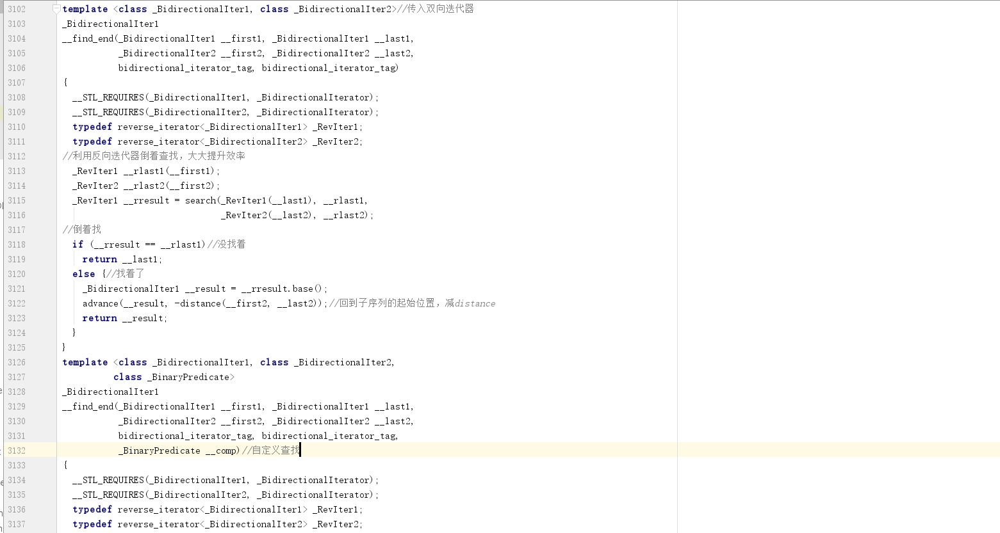 3102 template <class _BidirectionalIter1, class _BidirectionalIter2>//传入双向迭代器
3103 _BidirectionalIter1
3104 __find_end(_BidirectionalIter1 __first1, _BidirectionalIter1 __last1,
3105 _BidirectionalIter2 __first2, _BidirectionalIter2 __last2,
3106 bidirectional_iterator_tag, bidirectional_iterator_tag)
3107 {
3108 __STL_REQUIRES(_BidirectionalIter1, _BidirectionalIterator);
3109 __STL_REQUIRES(_BidirectionalIter2, _BidirectionalIterator);
3110 typedef reverse_iterator<_BidirectionalIter1> _RevIter1;
3111 typedef reverse_iterator<_BidirectionalIter2> _RevIter2;
3112 //利用反向迭代器倒着查找，大大提升效率
3113 _RevIter1 __rlast1(__first1);
3114 _RevIter2 __rlast2(__first2);
3115 _RevIter1 __rresult = search(_RevIter1(__last1), __rlast1,
3116 _RevIter2(__last2), __rlast2);
3117 //倒着找
3118 if (__rresult == __rlast1)//没找着
3119 return __last1;
3120 else {//找着了
3121 _BidirectionalIter1 __result = __rresult.base();
3122 advance(__result, -distance(__first2, __last2));//回到子序列的起始位置，减distance
3123 return __result;
3124 }
3125 }
3126 template <class _BidirectionalIter1, class _BidirectionalIter2,
3127 class _BinaryPredicate>
3128 _BidirectionalIter1
3129 __find_end(_BidirectionalIter1 __first1, _BidirectionalIter1 __last1,
3130 _BidirectionalIter2 __first2, _BidirectionalIter2 __last2,
3131 bidirectional_iterator_tag, bidirectional_iterator_tag,
3132 _BinaryPredicate __comp)//自定义查找
3133 {
3134 __STL_REQUIRES(_BidirectionalIter1, _BidirectionalIterator);
3135 __STL_REQUIRES(_BidirectionalIter2, _BidirectionalIterator);
3136 typedef reverse_iterator<_BidirectionalIter1> _RevIter1;
3137 typedef reverse_iterator<_BidirectionalIter2> _RevIter2;